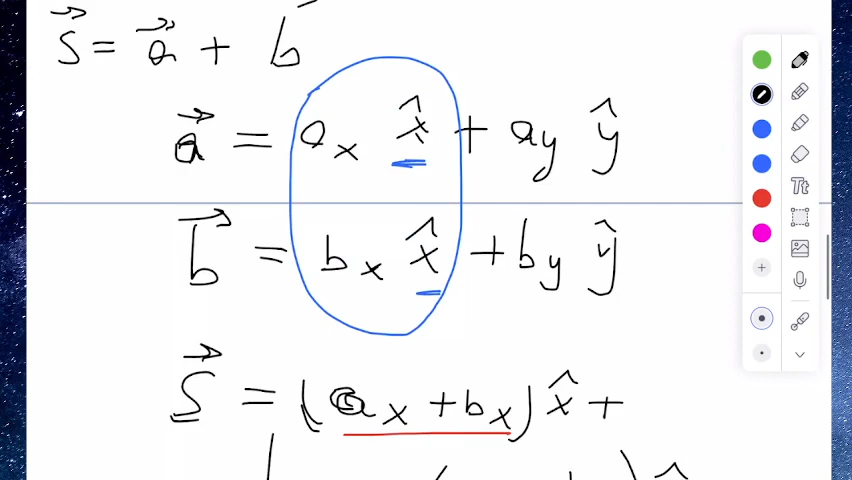 s⃗ = a⃗ + b⃗
a⃗ = aₓ x̂ + a_y ŷ
b⃗ = bₓ x̂ + b_y ŷ
S⃗ = (aₓ + bₓ) x̂ +
Tt